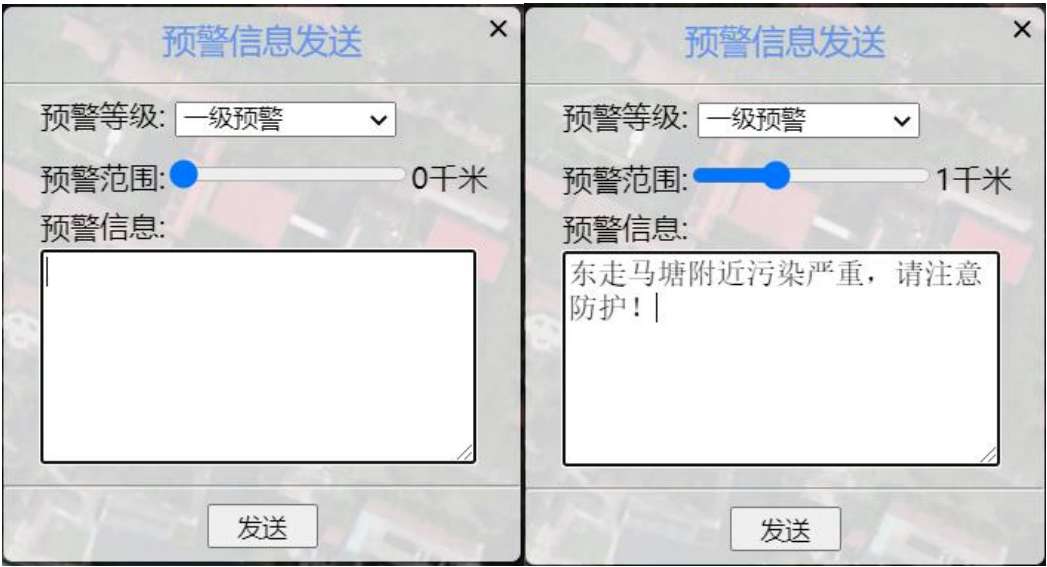 预警信息发送 ×
预警等级: 一级预警
预警范围: 0千米
预警信息:
发送
预警信息发送 ×
预警等级: 一级预警
预警范围: 1千米
预警信息:
东走马塘附近污染严重，请注意
防护！
发送